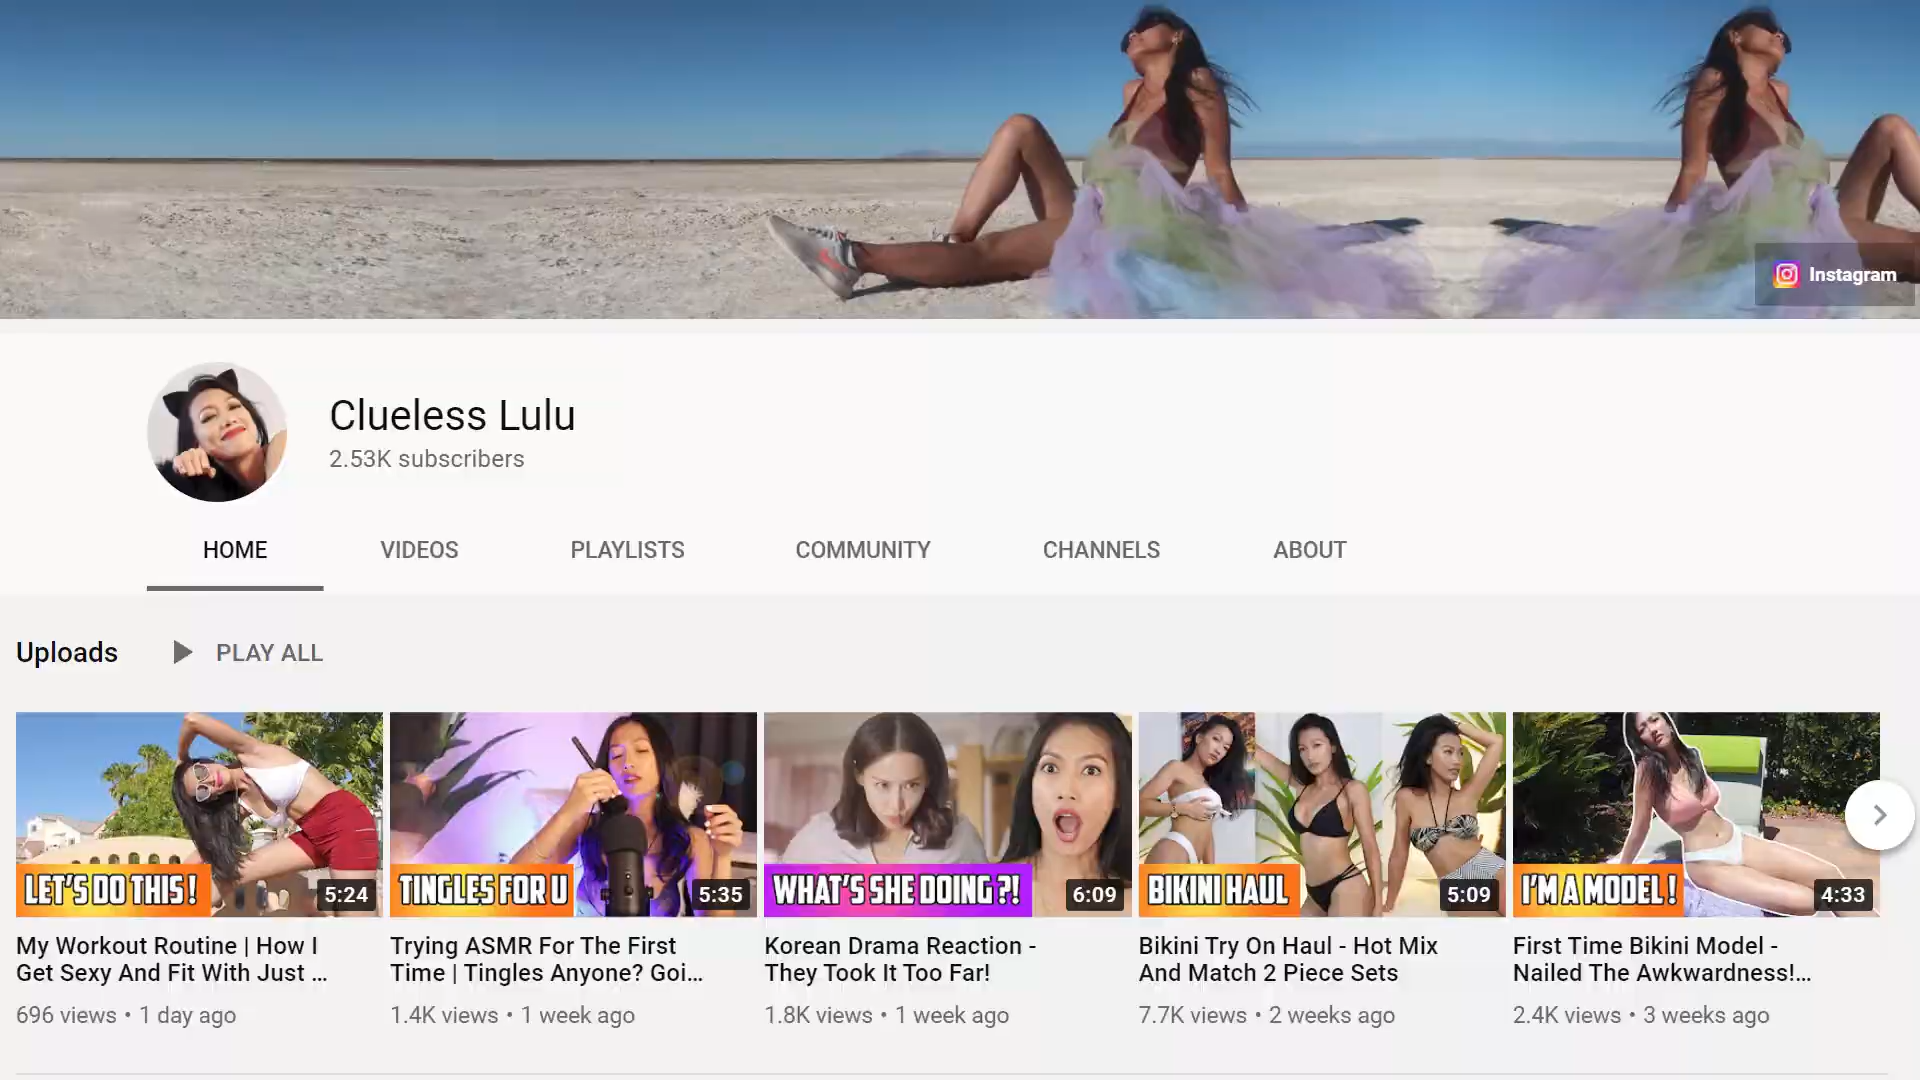 Instagram
Clueless Lulu
2.53K subscribers
HOME
VIDEOS
PLAYLISTS
COMMUNITY
CHANNELS
ABOUT
Uploads
PLAY ALL
LET'S DO THIS!
5:24
My Workout Routine | How I
Get Sexy And Fit With Just ...
696 views • 1 day ago
TINGLES FOR U
5:35
Trying ASMR For The First
Time | Tingles Anyone? Goi...
1.4K views • 1 week ago
WHAT'S SHE DOING?!
6:09
Korean Drama Reaction -
They Took It Too Far!
1.8K views • 1 week ago
BIKINI HAUL
5:09
Bikini Try On Haul - Hot Mix
And Match 2 Piece Sets
7.7K views • 2 weeks ago
I'M A MODEL!
4:33
First Time Bikini Model -
Nailed The Awkwardness!...
2.4K views • 3 weeks ago